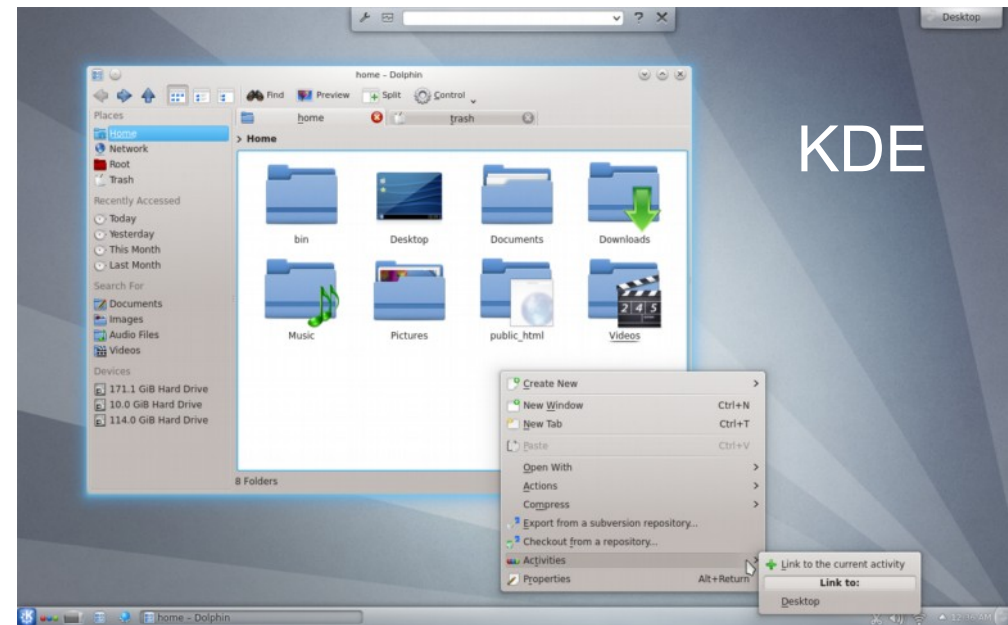 ?
Desktop
home – Dolphin
Find Preview Split Control
Places
home
trash
Home
> Home
Network
Root
Trash
Recently Accessed
Today
Yesterday
This Month
Last Month
Search For
Documents
Images
Audio Files
Videos
Devices
171.1 GiB Hard Drive
10.0 GiB Hard Drive
114.0 GiB Hard Drive
bin Desktop Documents Downloads
Music Pictures public_html Videos
2 4 5
8 Folders
KDE
Create New
New Window Ctrl+N
New Tab Ctrl+T
Paste Ctrl+V
Open With
Actions
Compress
Export from a subversion repository...
Checkout from a repository...
Activities
Properties Alt+Return
Link to the current activity
Link to:
Desktop
home – Dolphin